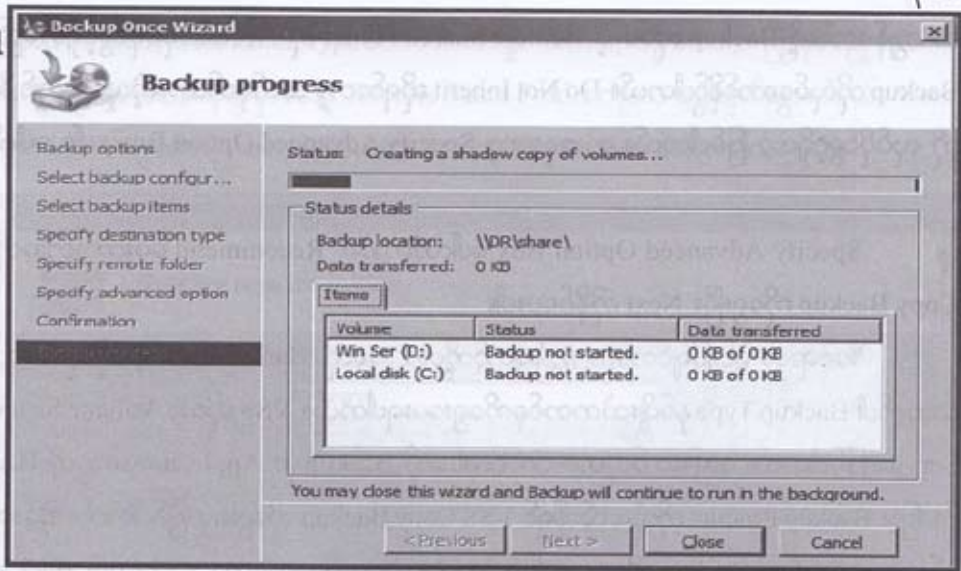 Backup Once Wizard
Backup progress
Backup options
Select backup configur...
Select backup items
Specify destination type
Specify remote folder
Specify advanced option
Confirmation
Status: Creating a shadow copy of volumes...
Status details
Backup location: \\DR\share\
Data transferred: 0 KB
Items
Volume Status Data transferred
Win Ser (D:) Backup not started. 0 KB of 0 KB
Local disk (C:) Backup not started. 0 KB of 0 KB
You may close this wizard and Backup will continue to run in the background.
<Previous Next > Close Cancel